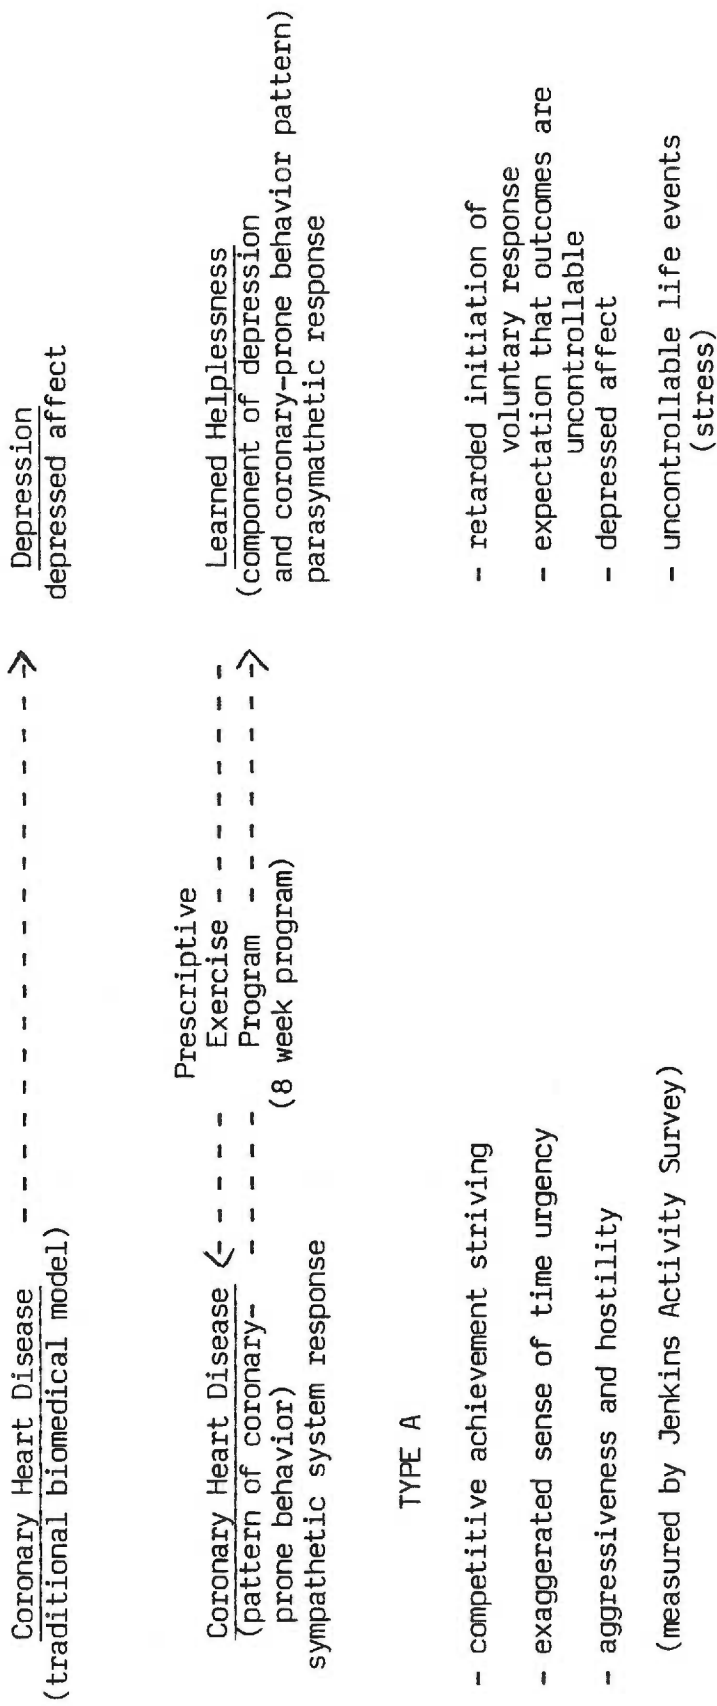 Coronary Heart Disease - - - - - - - - - - - - - - - -> Depression
(traditional biomedical model) depressed affect
Prescriptive
Coronary Heart Disease <- - - - - Exercise - - - - - - - Learned Helplessness
(pattern of coronary- - - - - - Program - - - - - - -> (component of depression
prone behavior) (8 week program) and coronary-prone behavior pattern)
sympathetic system response parasymathetic response
TYPE A
- competitive achievement striving
- exaggerated sense of time urgency
- aggressiveness and hostility
(measured by Jenkins Activity Survey)
- retarded initiation of
voluntary response
- expectation that outcomes are
uncontrollable
- depressed affect
- uncontrollable life events
(stress)